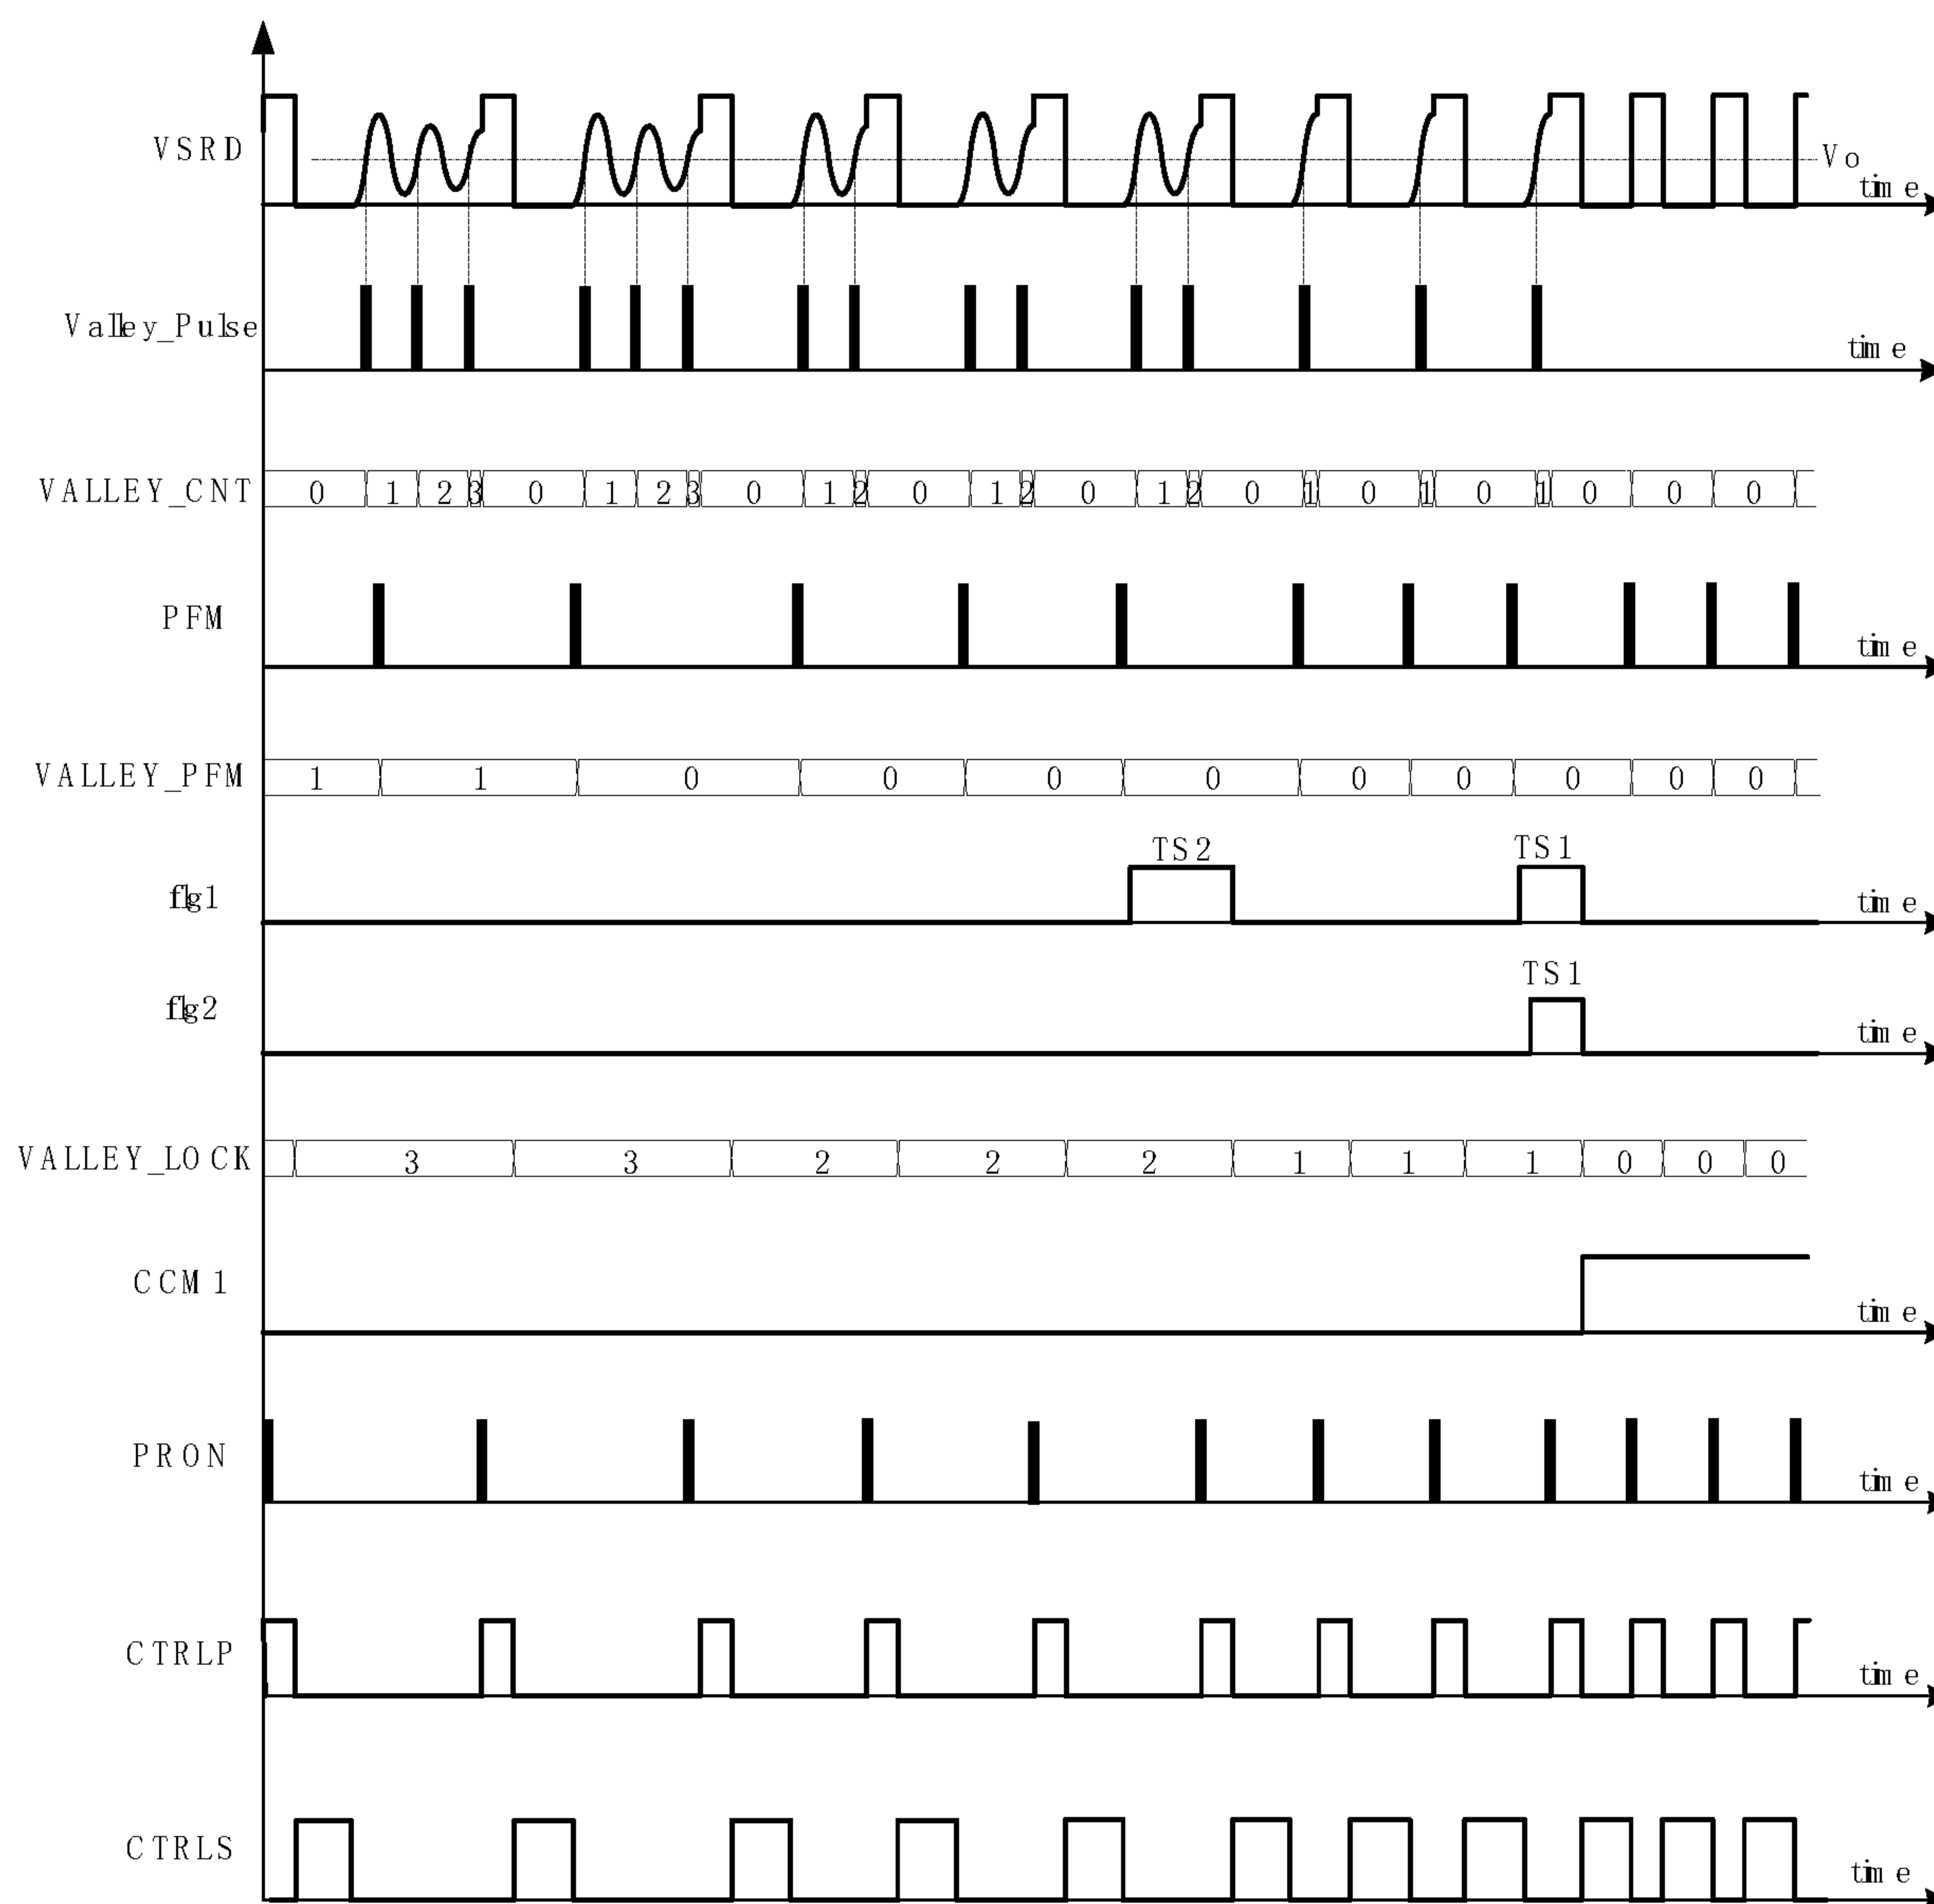 VSRD
Vo
time
Valley_Pulse
time
VALLEY_CNT 0 1 2 3 0 1 2 3 0 1 2 0 1 2 0 1 2 0 1 0 1 0 1 0 0 0
PFM
time
VALLEY_PFM 1 1 0 0 0 0 0 0 0 0 0
TS2 TS1
flg1
time
TS1
flg2
time
VALLEY_LOCK 3 3 2 2 2 1 1 1 0 0 0
CCM1
time
PRON
time
CTRLP
time
CTRLS
time